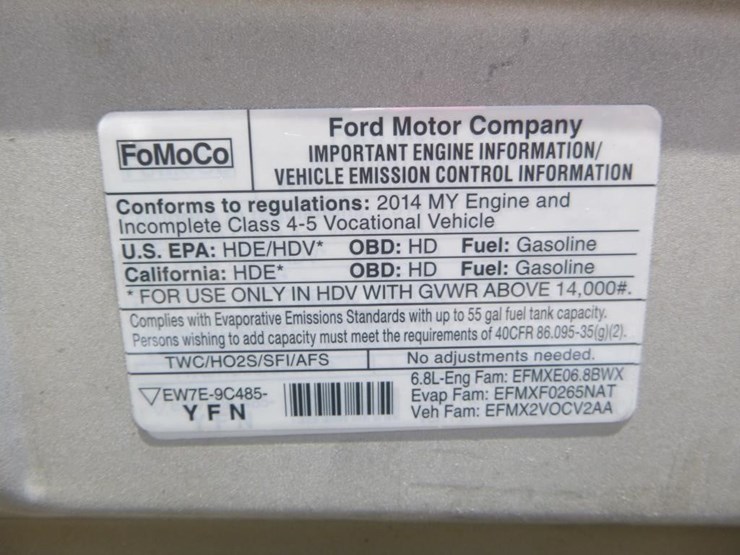 FoMoCo
Ford Motor Company
IMPORTANT ENGINE INFORMATION/
VEHICLE EMISSION CONTROL INFORMATION
Conforms to regulations: 2014 MY Engine and
Incomplete Class 4-5 Vocational Vehicle
U.S. EPA: HDE/HDV* OBD: HD Fuel: Gasoline
California: HDE* OBD: HD Fuel: Gasoline
* FOR USE ONLY IN HDV WITH GVWR ABOVE 14,000#.
Complies with Evaporative Emissions Standards with up to 55 gal fuel tank capacity.
Persons wishing to add capacity must meet the requirements of 40CFR 86.095-35(g)(2).
TWC/HO2S/SFI/AFS No adjustments needed.
EW7E-9C485-
YFN
6.8L-Eng Fam: EFMXE06.8BWX
Evap Fam: EFMXF0265NAT
Veh Fam: EFMX2VOCV2AA